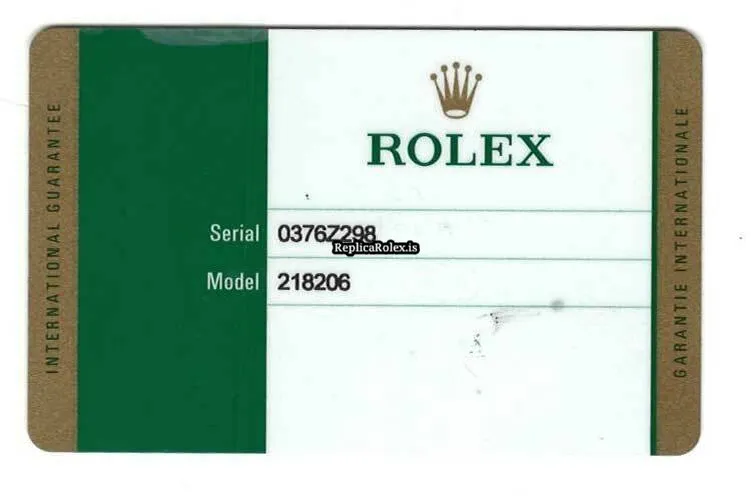 INTERNATIONAL GUARANTEE
ROLEX
Serial 0376Z298
ReplicaRolex.is
Model 218206
GARANTIE INTERNATIONALE